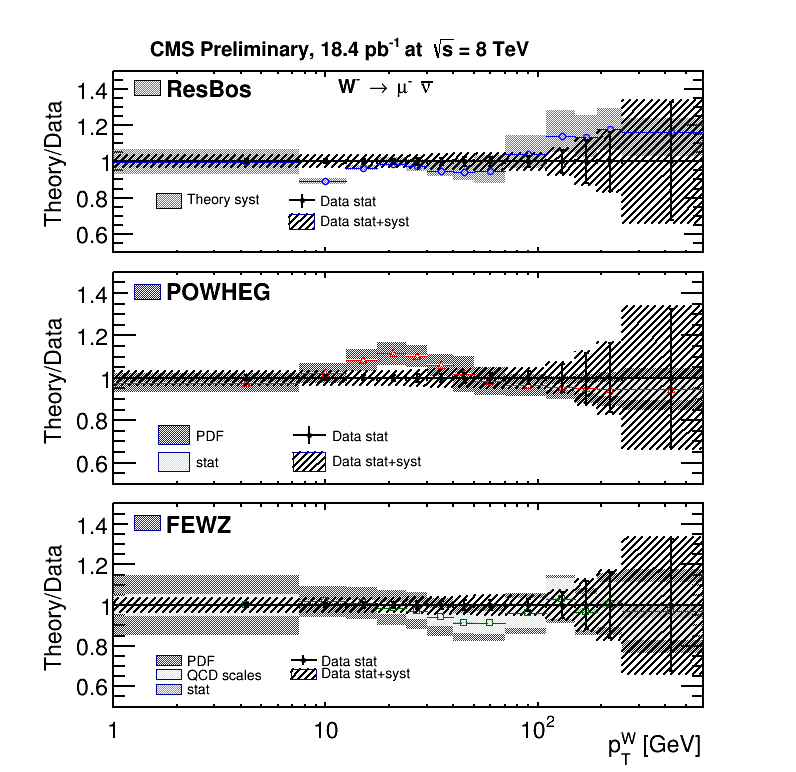 CMS Preliminary, 18.4 pb⁻¹ at √s = 8 TeV
ResBos
W⁻ → μ⁻ ν̅
1.4
1.2
1
0.8
0.6
Theory/Data
Theory syst
Data stat
Data stat+syst
POWHEG
1.4
1.2
1
0.8
0.6
Theory/Data
PDF
Data stat
stat
Data stat+syst
FEWZ
1.4
1.2
1
0.8
0.6
Theory/Data
PDF
Data stat
QCD scales
Data stat+syst
stat
1
10
10²
p_T^W [GeV]